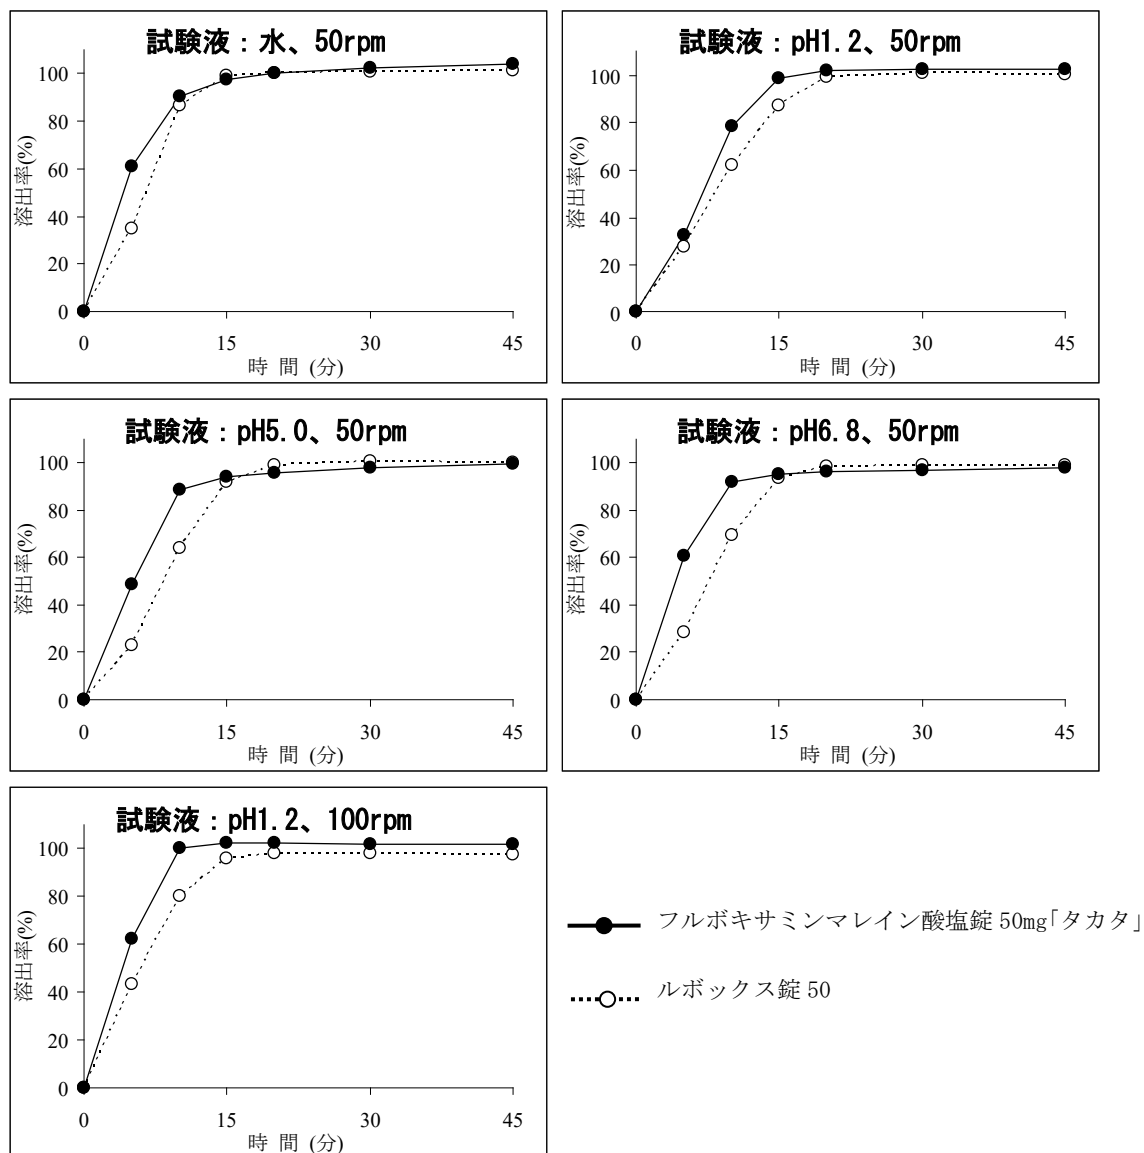 試験液：水、50rpm
100
80
60
40
20
0
溶出率(%)
0 15 30 45
時 間 (分)
試験液：pH1.2、50rpm
100
80
60
40
20
0
溶出率(%)
0 15 30 45
時 間 (分)
試験液：pH5.0、50rpm
100
80
60
40
20
0
溶出率(%)
0 15 30 45
時 間 (分)
試験液：pH6.8、50rpm
100
80
60
40
20
0
溶出率(%)
0 15 30 45
時 間 (分)
試験液：pH1.2、100rpm
100
80
60
40
20
0
溶出率(%)
0 15 30 45
時 間 (分)
フルボキサミンマレイン酸塩錠 50mg「タカタ」
ルボックス錠 50